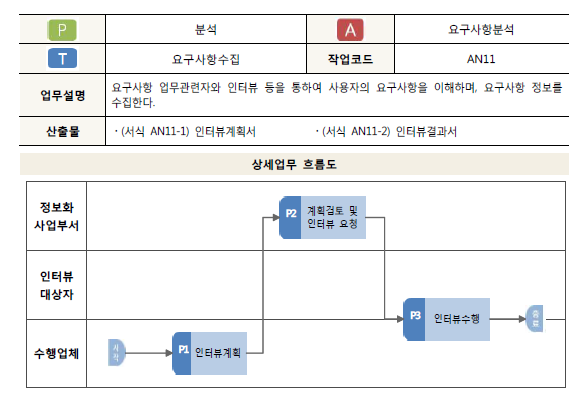 P 분석 A 요구사항분석
T 요구사항수집 작업코드 AN11
업무설명 요구사항 업무관련자와 인터뷰 등을 통하여 사용자의 요구사항을 이해하며, 요구사항 정보를
수집한다.
산출물 ·(서식 AN11-1) 인터뷰계획서 ·(서식 AN11-2) 인터뷰결과서
상세업무 흐름도
정보화
사업부서
P2 계획검토 및
인터뷰 요청
인터뷰
대상자
P3 인터뷰수행
종료
수행업체
시작
P1 인터뷰계획